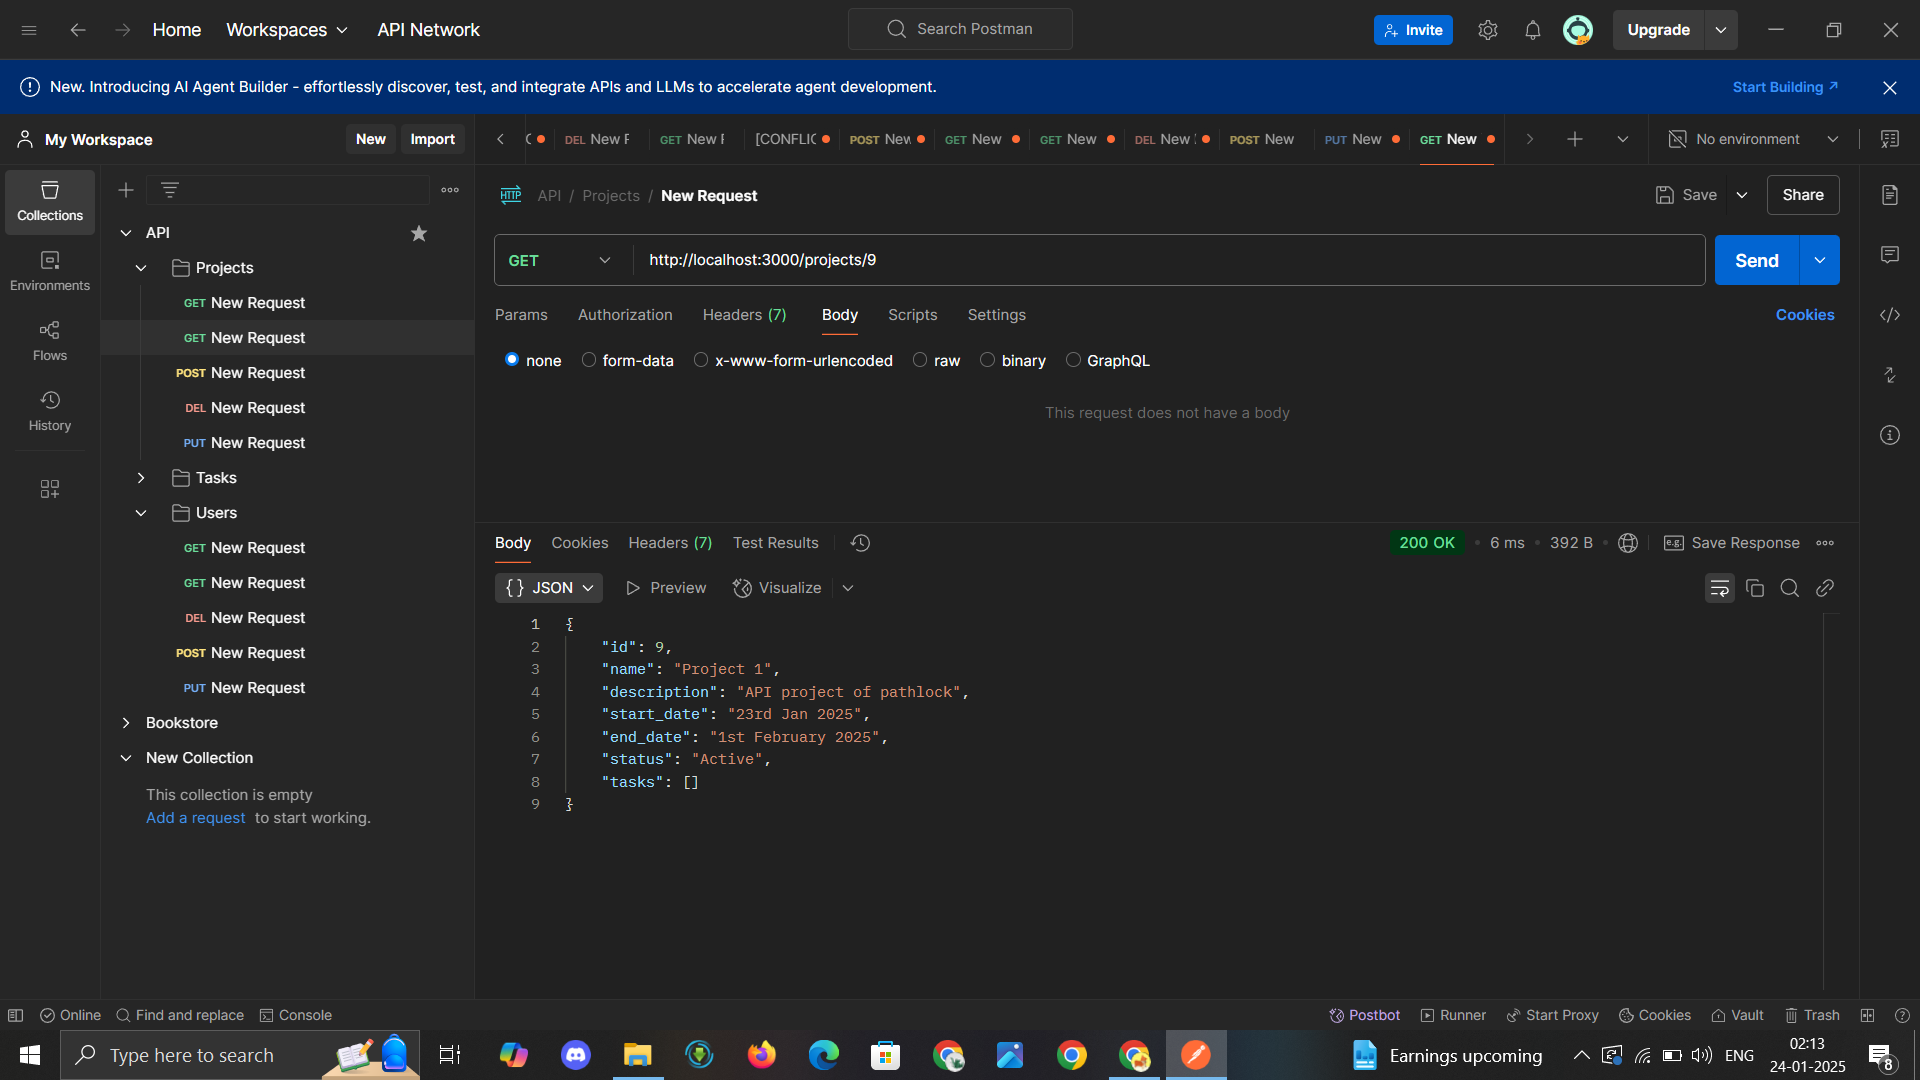 Home Workspaces API Network
Search Postman
Invite Upgrade
New. Introducing AI Agent Builder - effortlessly discover, test, and integrate APIs and LLMs to accelerate agent development.
Start Building
My Workspace New Import
DEL New F GET New F [CONFLIC POST New GET New GET New DEL New POST New PUT New GET New
No environment
Collections
Environments
Flows
History
API
Projects
GET New Request
GET New Request
POST New Request
DEL New Request
PUT New Request
Tasks
Users
GET New Request
GET New Request
DEL New Request
POST New Request
PUT New Request
Bookstore
New Collection
This collection is empty
Add a request to start working.
HTTP API / Projects / New Request
Save Share
GET http://localhost:3000/projects/9 Send
Params Authorization Headers (7) Body Scripts Settings Cookies
none form-data x-www-form-urlencoded raw binary GraphQL
This request does not have a body
Body Cookies Headers (7) Test Results
200 OK 6 ms 392 B e.g. Save Response
{} JSON Preview Visualize
1 {
2 "id": 9,
3 "name": "Project 1",
4 "description": "API project of pathlock",
5 "start_date": "23rd Jan 2025",
6 "end_date": "1st February 2025",
7 "status": "Active",
8 "tasks": []
9 }
Online Find and replace Console
Postbot Runner Start Proxy Cookies Vault Trash
Type here to search
Earnings upcoming ENG
02:13
24-01-2025
8